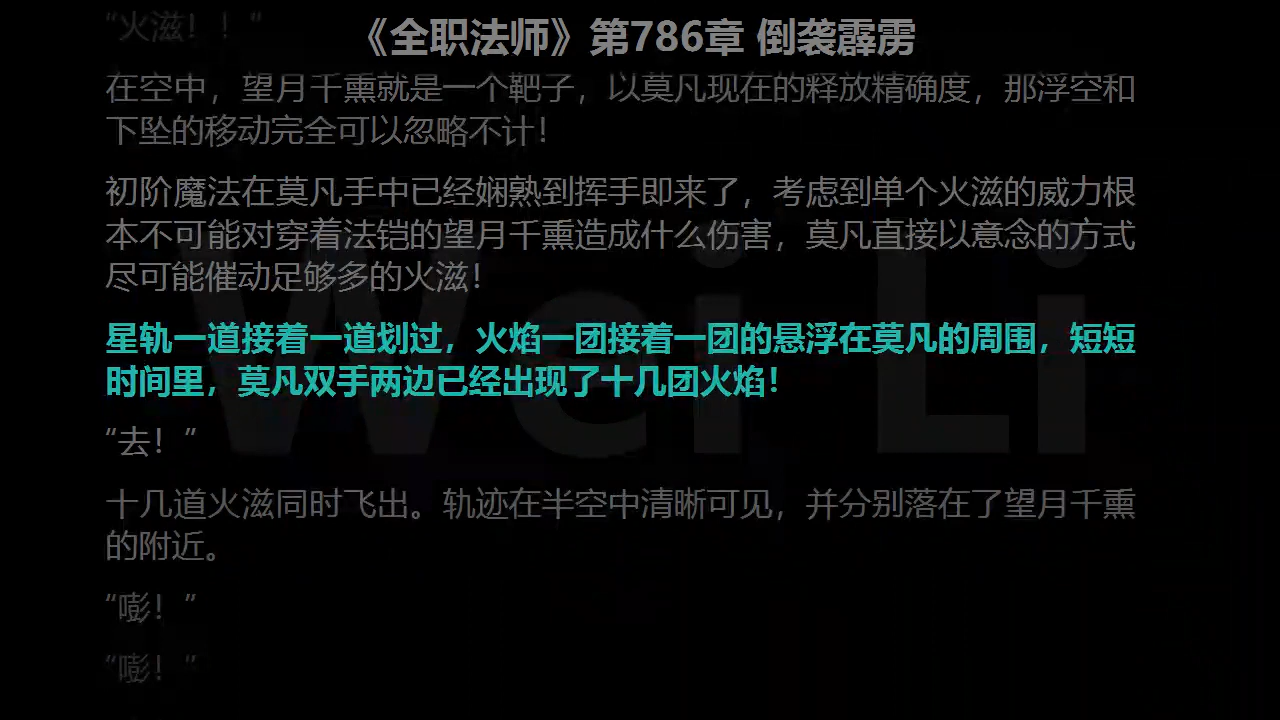 《全职法师》第786章 倒袭霹雳
“火滋！！”
在空中，望月千熏就是一个靶子，以莫凡现在的释放精确度，那浮空和
下坠的移动完全可以忽略不计！
初阶魔法在莫凡手中已经娴熟到挥手即来了，考虑到单个火滋的威力根
本不可能对穿着法铠的望月千熏造成什么伤害，莫凡直接以意念的方式
尽可能催动足够多的火滋！
星轨一道接着一道划过，火焰一团接着一团的悬浮在莫凡的周围，短短
时间里，莫凡双手两边已经出现了十几团火焰！
“去！”
十几道火滋同时飞出。轨迹在半空中清晰可见，并分别落在了望月千熏
的附近。
“嘭！”
“嘭！”
Wei Li